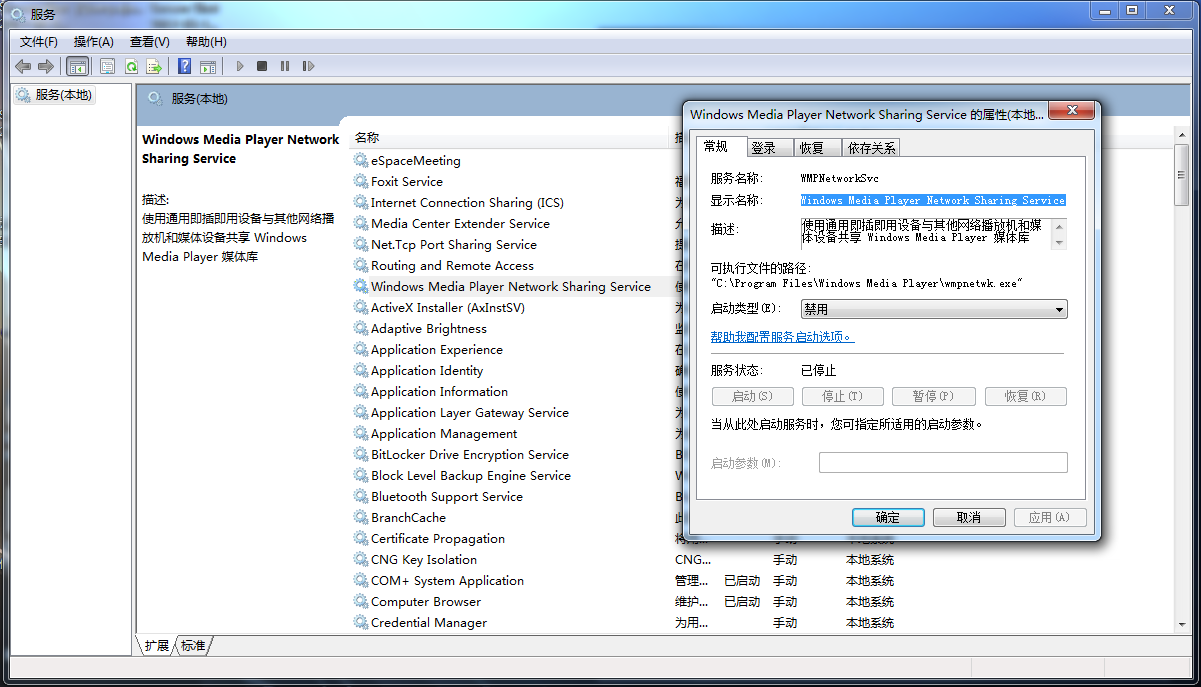 服务
文件(F) 操作(A) 查看(V) 帮助(H)
服务(本地)
服务(本地)
Windows Media Player Network
Sharing Service
描述:
使用通用即插即用设备与其他网络播
放机和媒体设备共享 Windows
Media Player 媒体库
名称
eSpaceMeeting
Foxit Service
Internet Connection Sharing (ICS)
Media Center Extender Service
Net.Tcp Port Sharing Service
Routing and Remote Access
Windows Media Player Network Sharing Service
ActiveX Installer (AxInstSV)
Adaptive Brightness
Application Experience
Application Identity
Application Information
Application Layer Gateway Service
Application Management
BitLocker Drive Encryption Service
Block Level Backup Engine Service
Bluetooth Support Service
BranchCache
Certificate Propagation
CNG Key Isolation CNG... 手动 本地系统
COM+ System Application 管理... 已启动 手动 本地系统
Computer Browser 维护... 已启动 手动 本地系统
Credential Manager 为用... 手动 本地系统
扩展 标准
Windows Media Player Network Sharing Service 的属性(本地...
常规 登录 恢复 依存关系
服务名称: WMPNetworkSvc
显示名称: Windows Media Player Network Sharing Service
描述: 使用通用即插即用设备与其他网络播放机和媒
体设备共享 Windows Media Player 媒体库
可执行文件的路径:
"C:\Program Files\Windows Media Player\wmpnetwk.exe"
启动类型(E): 禁用
帮助我配置服务启动选项。
服务状态: 已停止
启动(S) 停止(T) 暂停(P) 恢复(R)
当从此处启动服务时，您可指定所适用的启动参数。
启动参数(M):
确定 取消 应用(A)